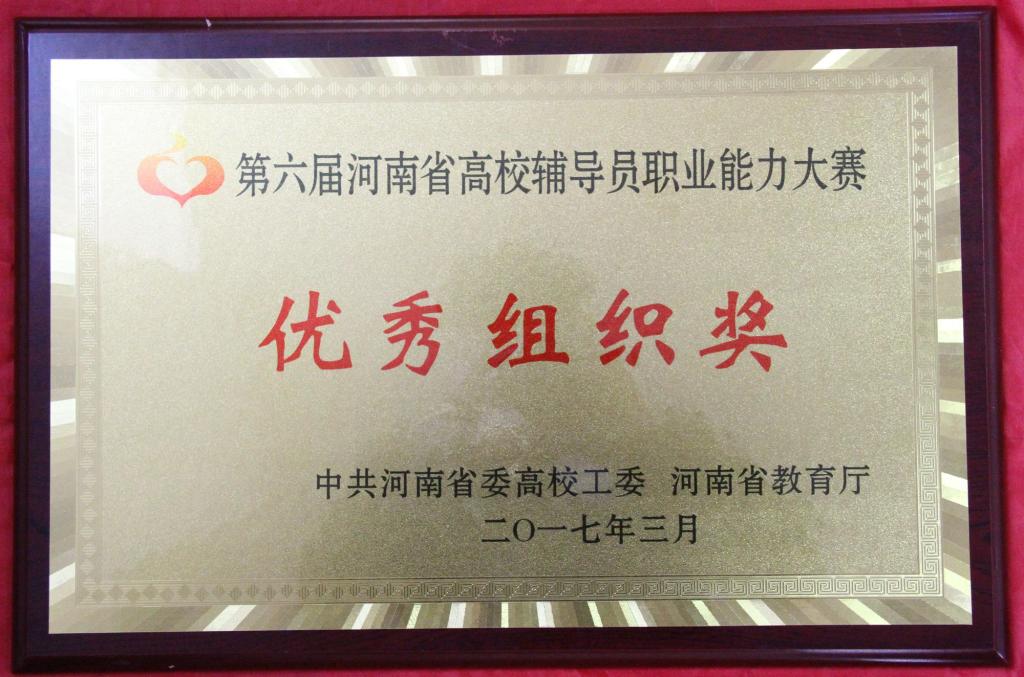 第六届河南省高校辅导员职业能力大赛
优秀组织奖
中共河南省委高校工委 河南省教育厅
二〇一七年三月